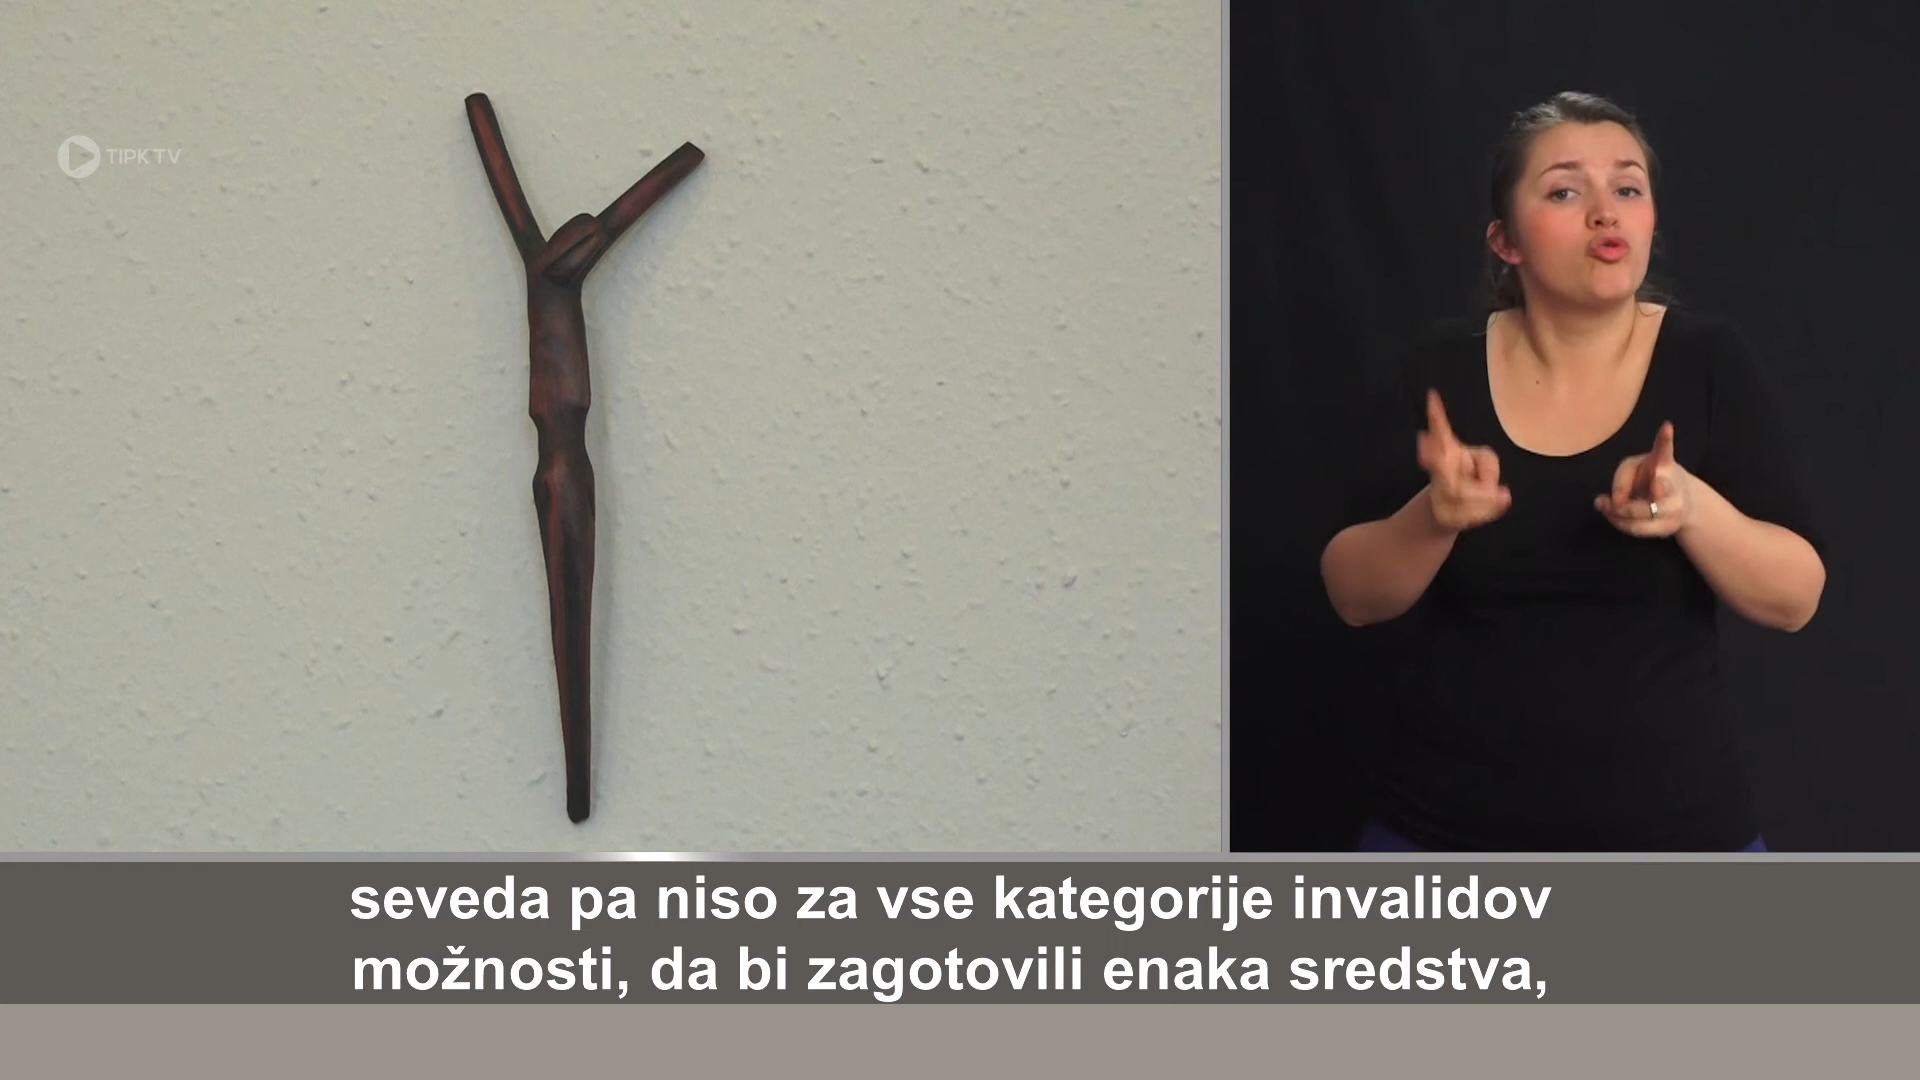 TIPK TV
seveda pa niso za vse kategorije invalidov
možnosti, da bi zagotovili enaka sredstva,